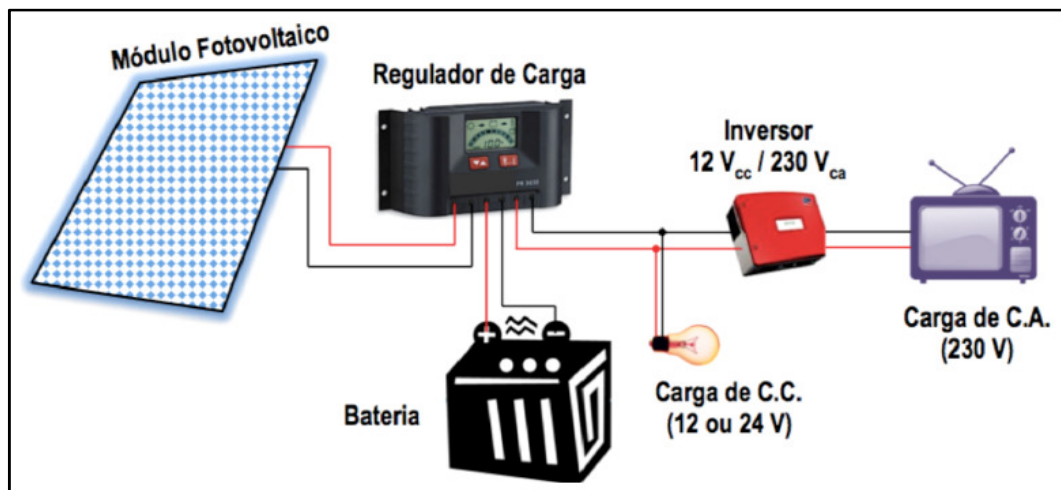 Módulo Fotovoltaico
Regulador de Carga
Inversor
12 Vcc / 230 Vca
Bateria
Carga de C.C.
(12 ou 24 V)
Carga de C.A.
(230 V)